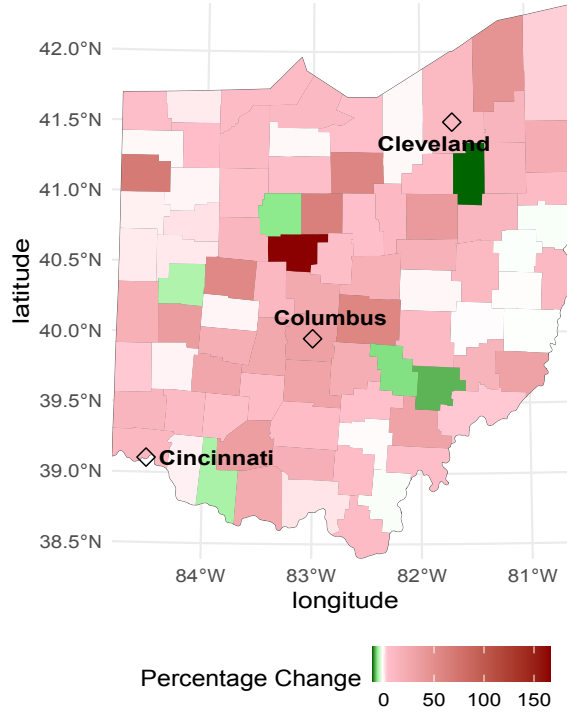 42.0°N
41.5°N
41.0°N
40.5°N
40.0°N
39.5°N
39.0°N
38.5°N
latitude
Cleveland
Columbus
Cincinnati
84°W 83°W 82°W 81°W
longitude
Percentage Change
0 50 100 150